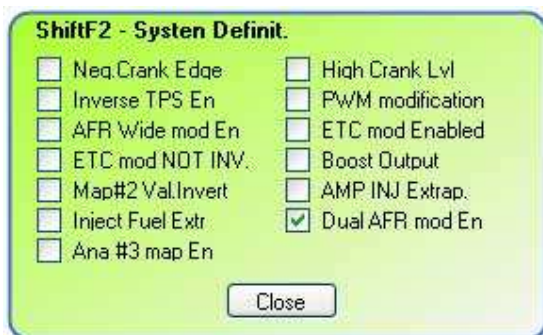 ShiftF2 - Systen Definit.
Neg.Crank Edge
High Crank Lvl
Inverse TPS En
PWM modification
AFR Wide mod En
ETC mod Enabled
ETC mod NOT INV.
Boost Output
Map#2 Val.Invert
AMP INJ Extrap.
Inject Fuel Extr
Dual AFR mod En
Ana #3 map En
Close